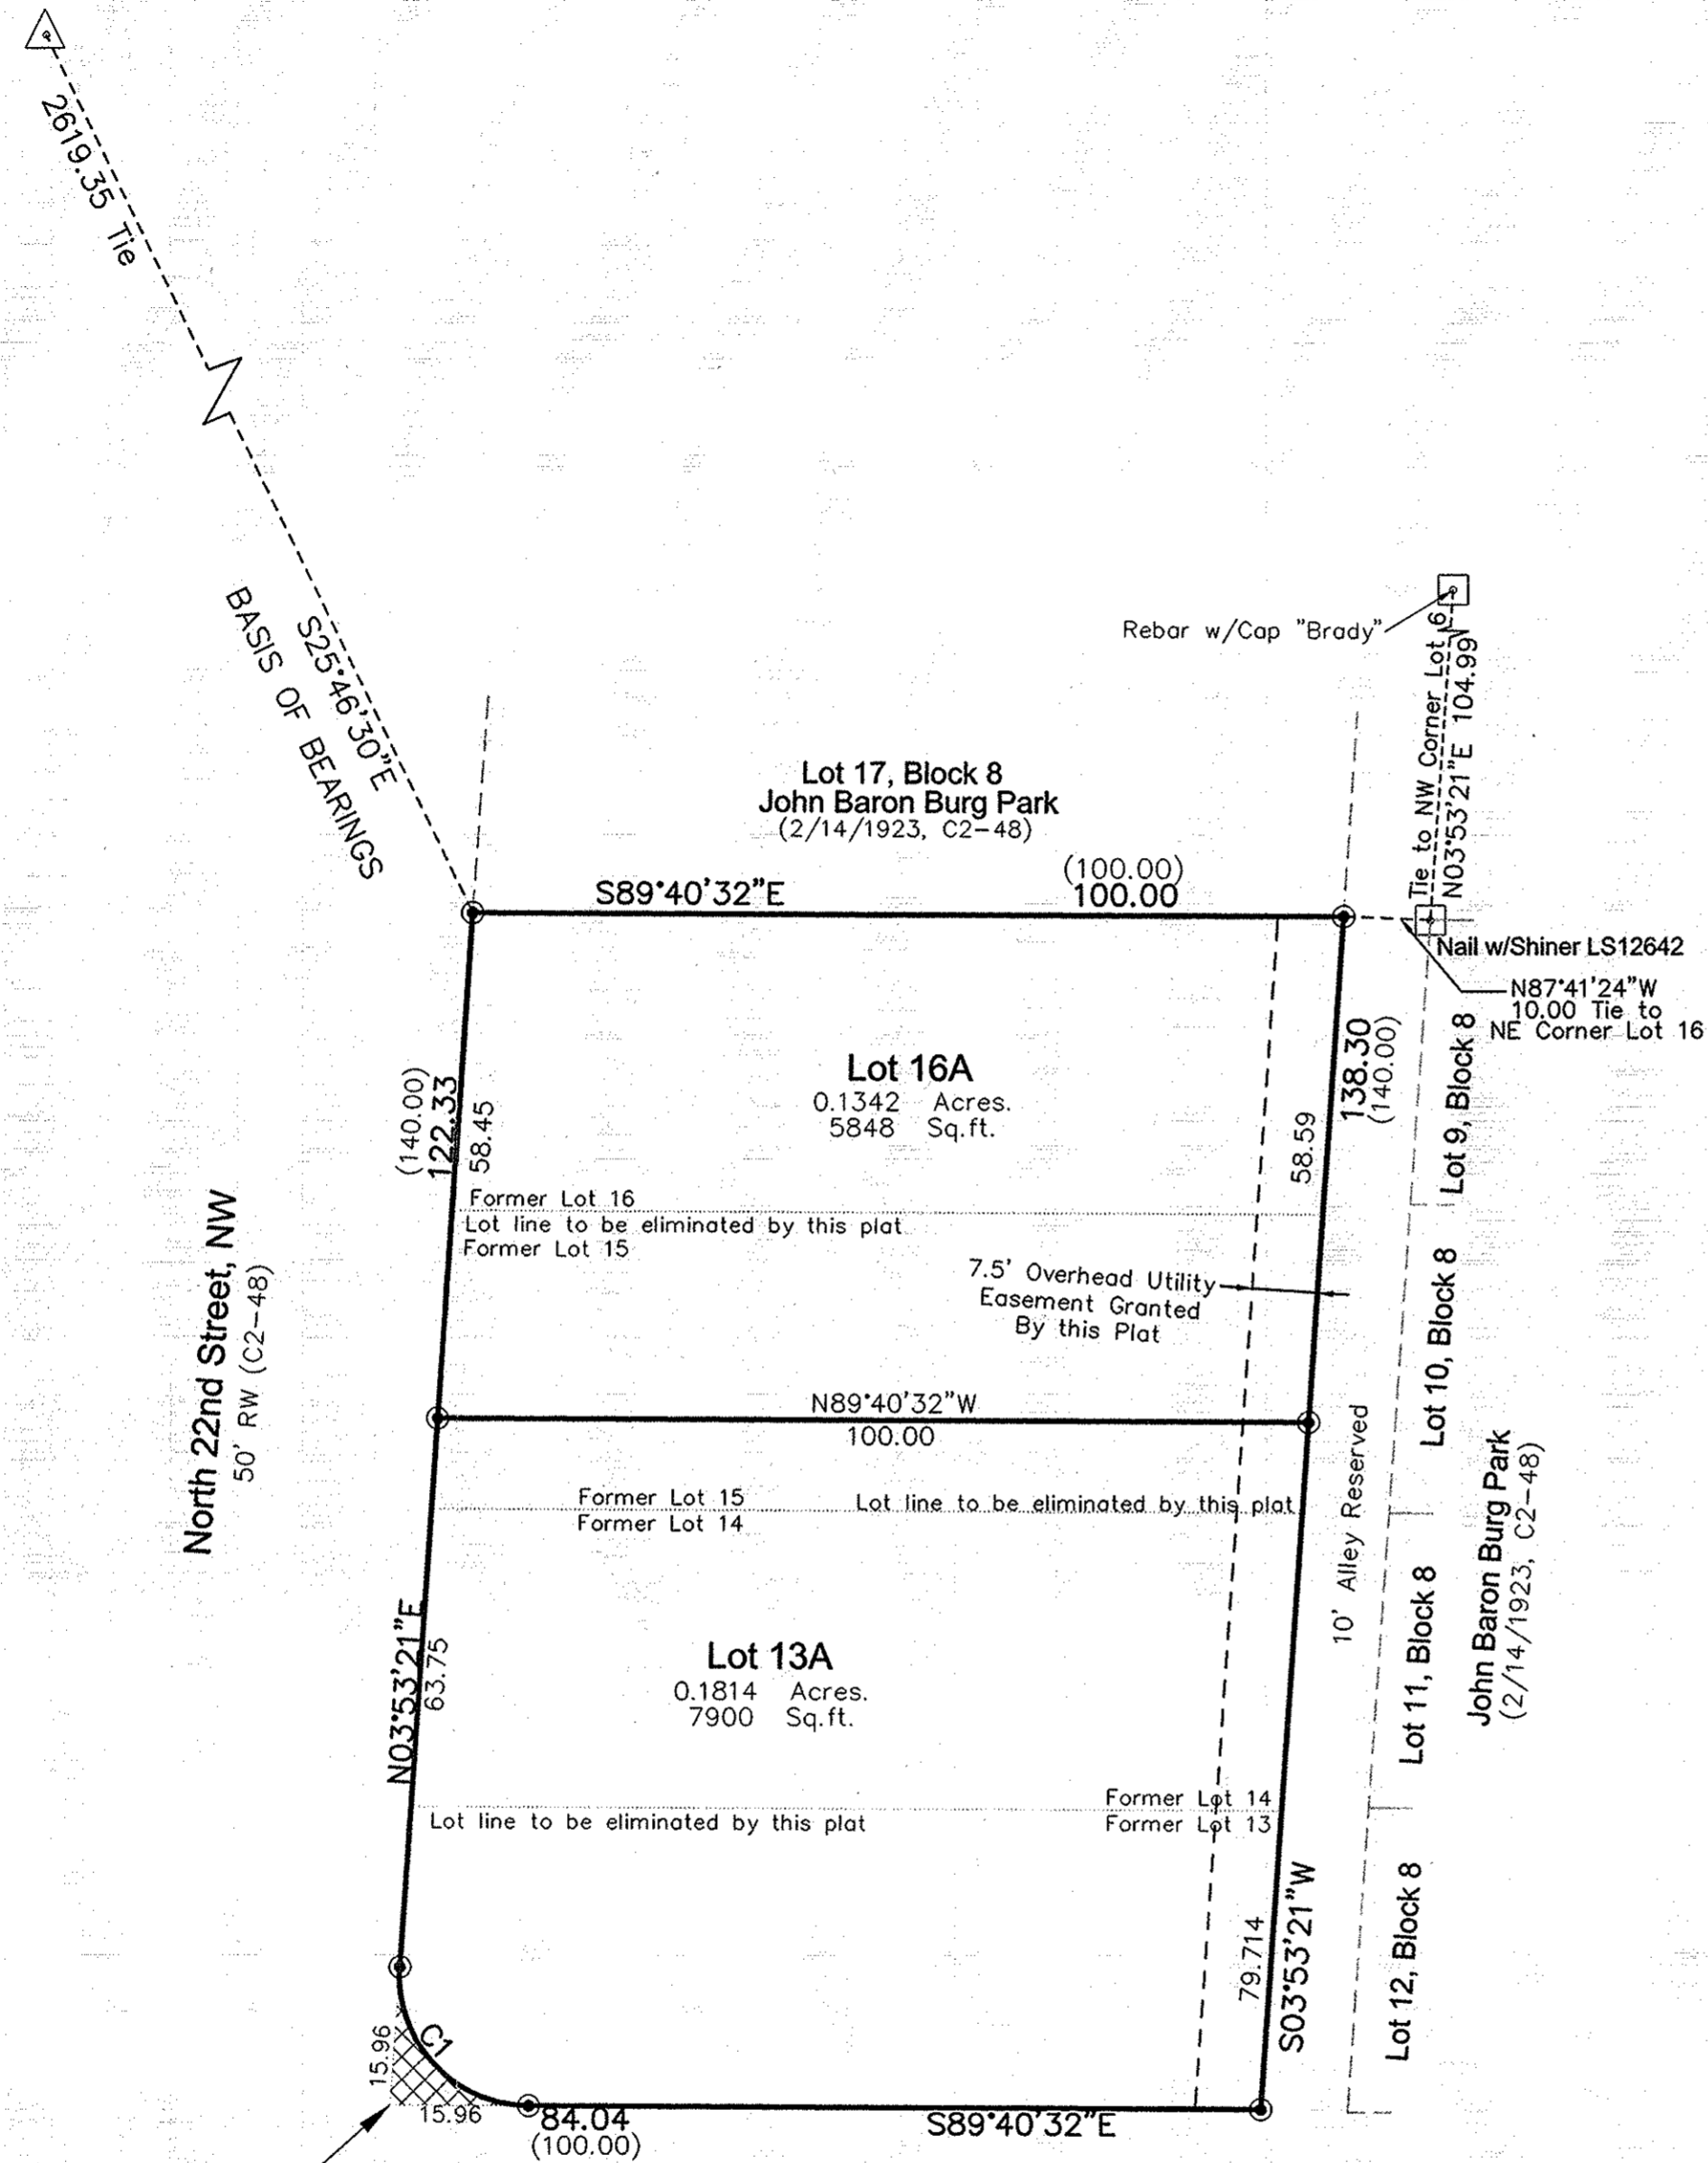 2619.35 Tie
S25°46'30"E
BASIS OF BEARINGS
Rebar w/Cap "Brady"
Tie to NW Corner Lot 6
N03°53'21"E 104.99
Lot 17, Block 8
John Baron Burg Park
(2/14/1923, C2-48)
(100.00)
S89°40'32"E
100.00
Nail w/Shiner LS12642
N87°41'24"W
10.00 Tie to
NE Corner Lot 16
Lot 16A
0.1342 Acres.
5848 Sq.ft.
(140.00)
122.33
58.45
58.59
138.30
(140.00)
Lot 9, Block 8
Former Lot 16
Lot line to be eliminated by this plat
Former Lot 15
North 22nd Street, NW
50' RW (C2-48)
7.5' Overhead Utility
Easement Granted
By this Plat
Lot 10, Block 8
N89°40'32"W
100.00
10' Alley Reserved
John Baron Burg Park
(2/14/1923, C2-48)
Former Lot 15
Lot line to be eliminated by this plat
Former Lot 14
Lot 11, Block 8
N03°53'21"E
63.75
Lot 13A
0.1814 Acres.
7900 Sq.ft.
Former Lot 14
Lot line to be eliminated by this plat
Former Lot 13
79.714
S03°53'21"W
Lot 12, Block 8
C1
15.96
15.96
84.04
(100.00)
S89°40'32"E